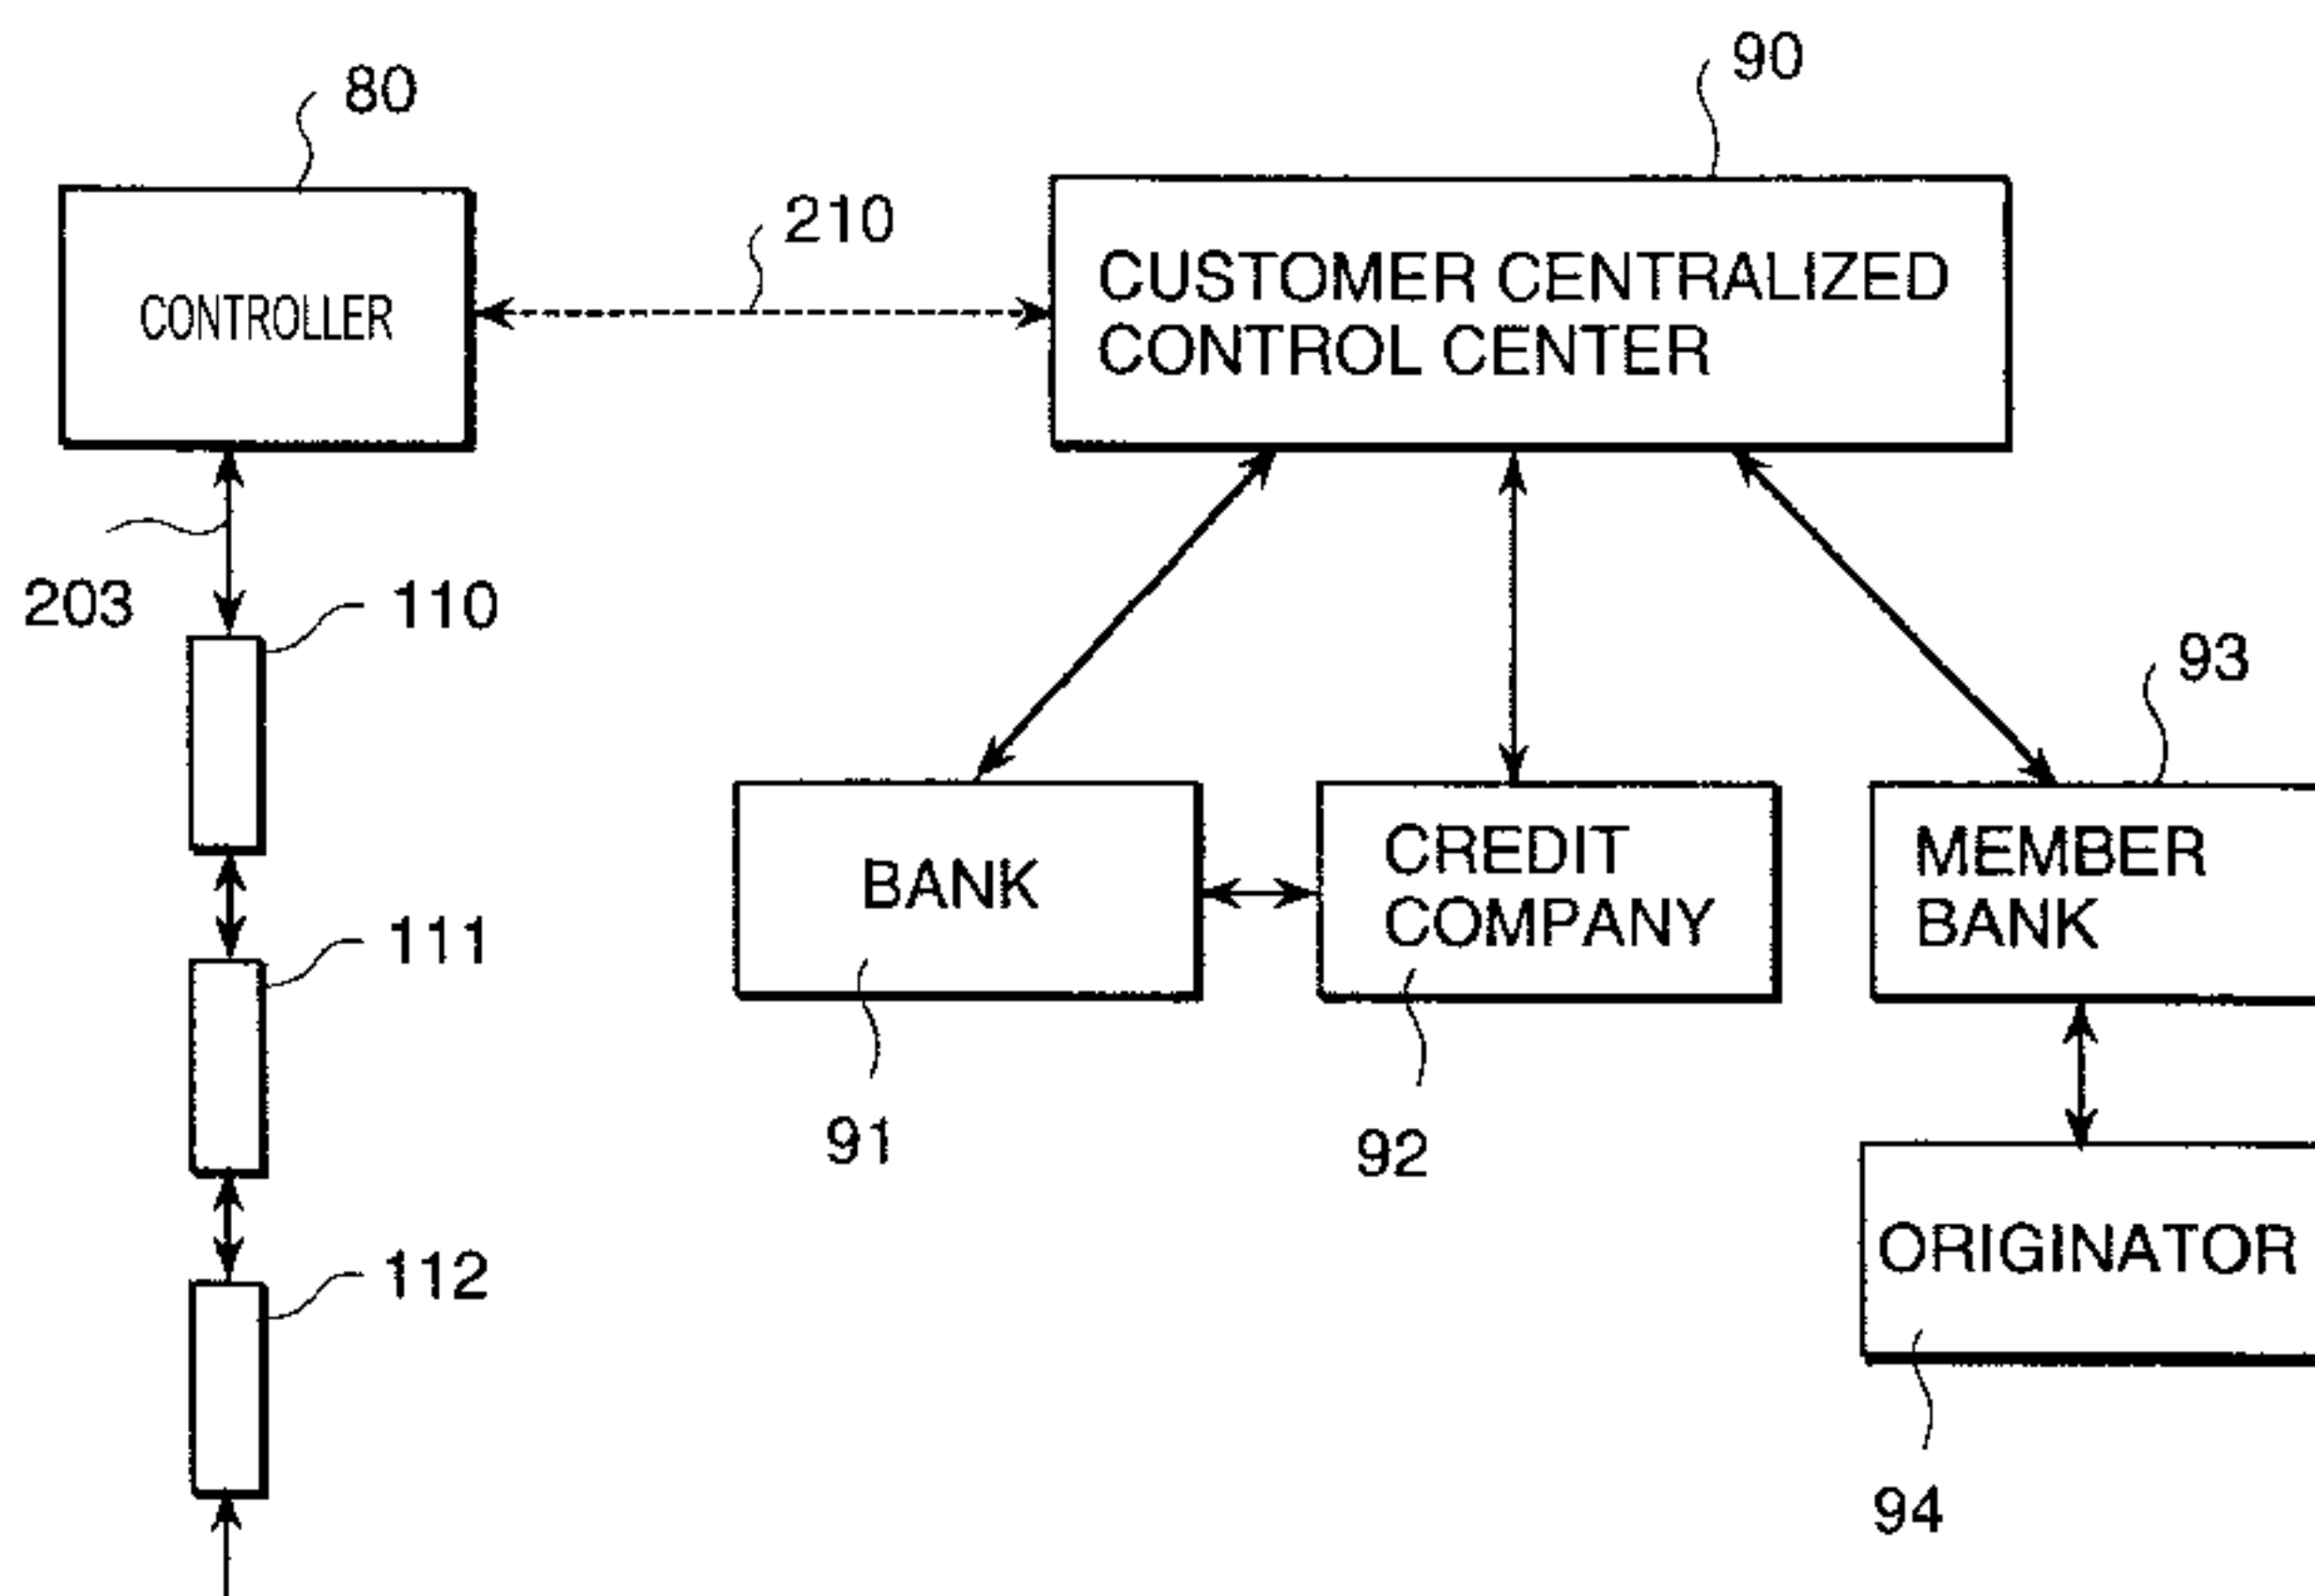 80
90
210
CONTROLLER
CUSTOMER CENTRALIZED
CONTROL CENTER
203
110
93
111
BANK
CREDIT
COMPANY
MEMBER
BANK
91
92
112
ORIGINATOR
94